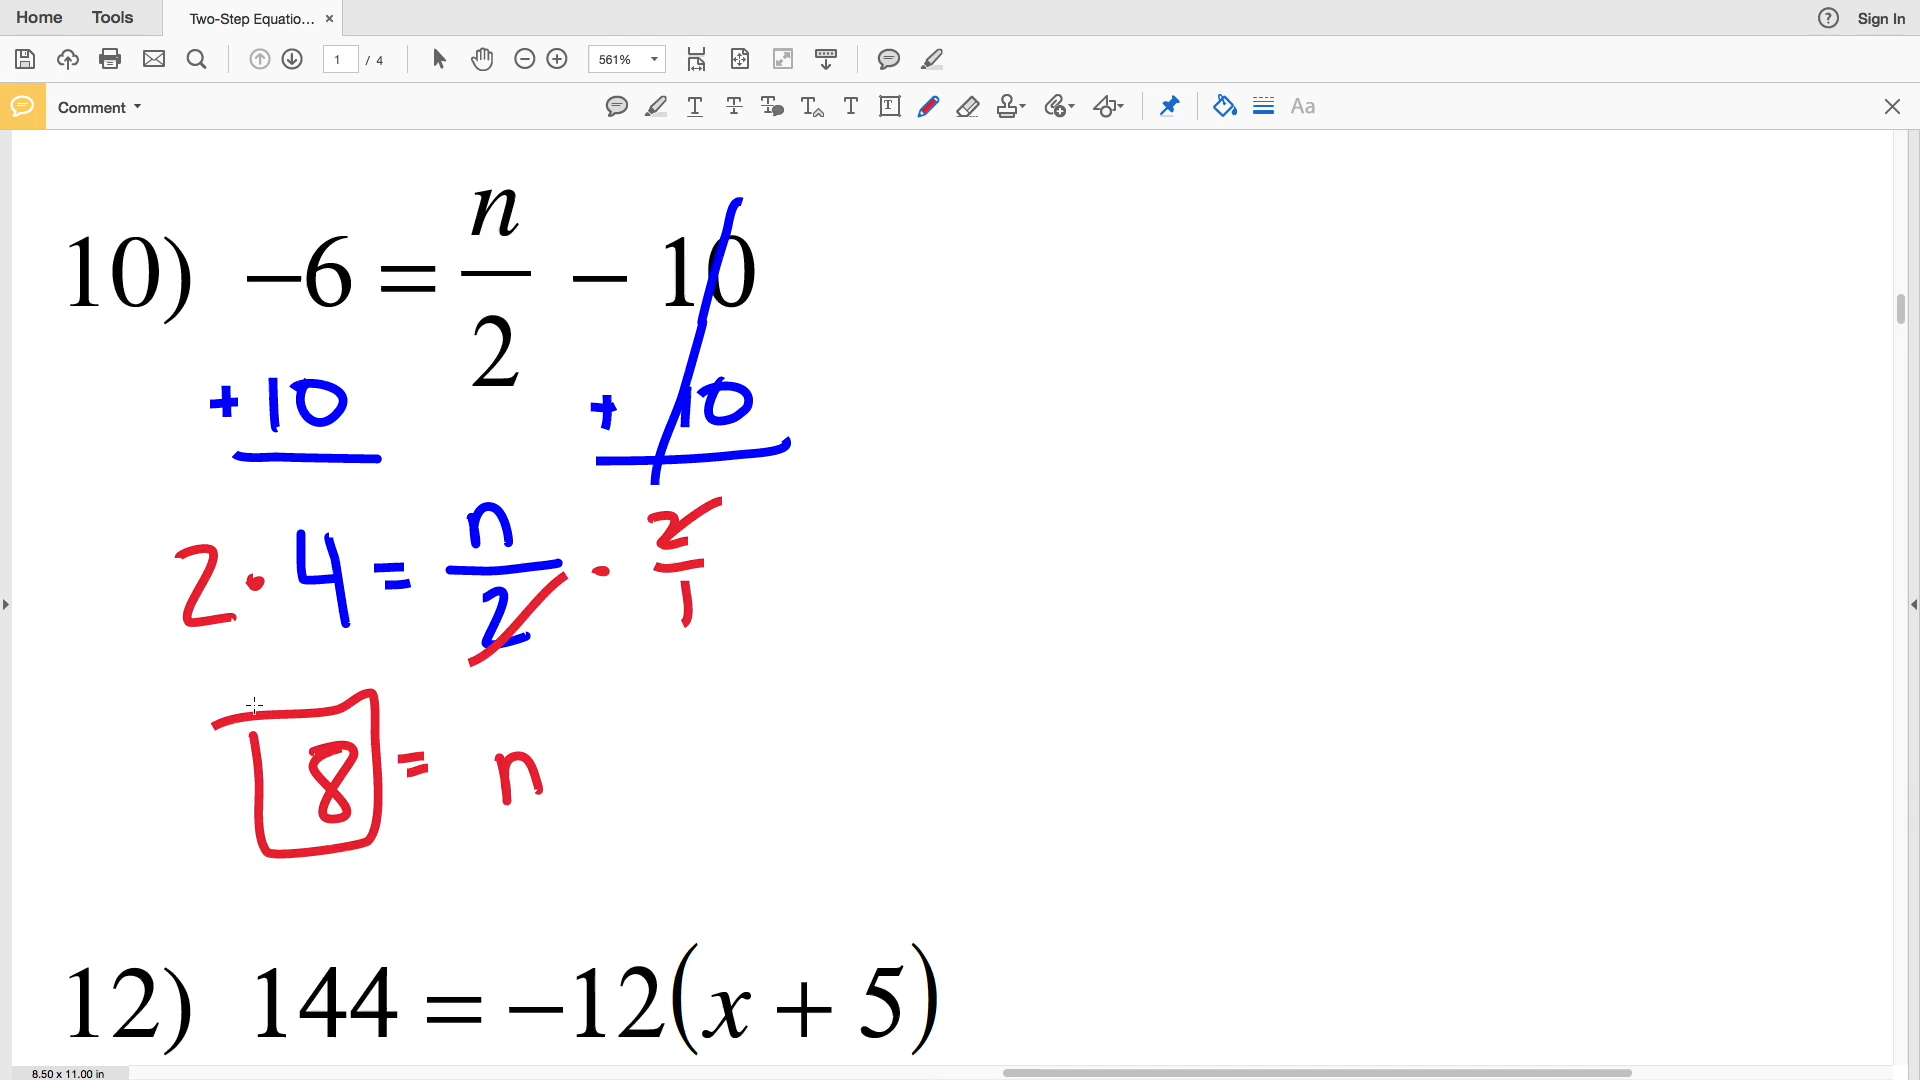 Home Tools Two-Step Equatio... × ? Sign In
1 / 4 561%
Comment T T T T T T Aa
10) −6 = n/2 − 10
+ 10 + 10
2 · 4 = n/2 · 2/1
8 = n
12) 144 = −12(x + 5)
8.50 x 11.00 in